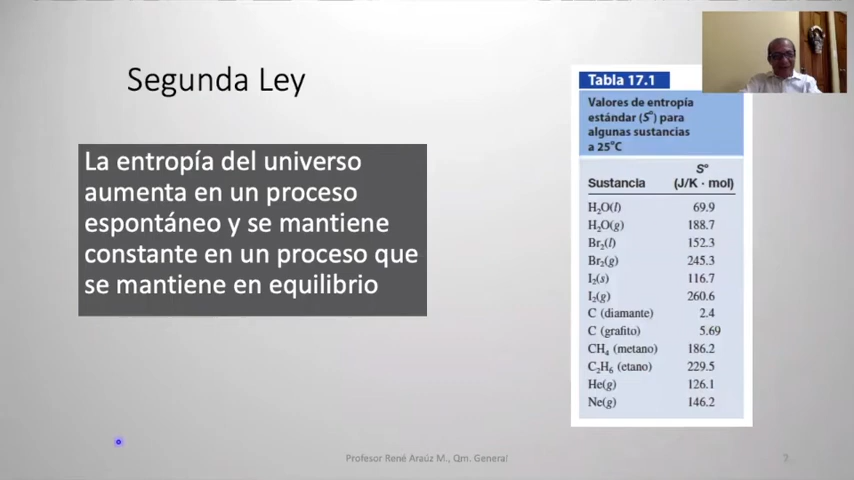 Segunda Ley
La entropía del universo
aumenta en un proceso
espontáneo y se mantiene
constante en un proceso que
se mantiene en equilibrio
Tabla 17.1
Valores de entropía
estándar (S°) para
algunas sustancias
a 25°C
S°
Sustancia (J/K · mol)
H₂O(l) 69.9
H₂O(g) 188.7
Br₂(l) 152.3
Br₂(g) 245.3
I₂(s) 116.7
I₂(g) 260.6
C (diamante) 2.4
C (grafito) 5.69
CH₄ (metano) 186.2
C₂H₆ (etano) 229.5
He(g) 126.1
Ne(g) 146.2
Profesor René Araúz M., Qm. General